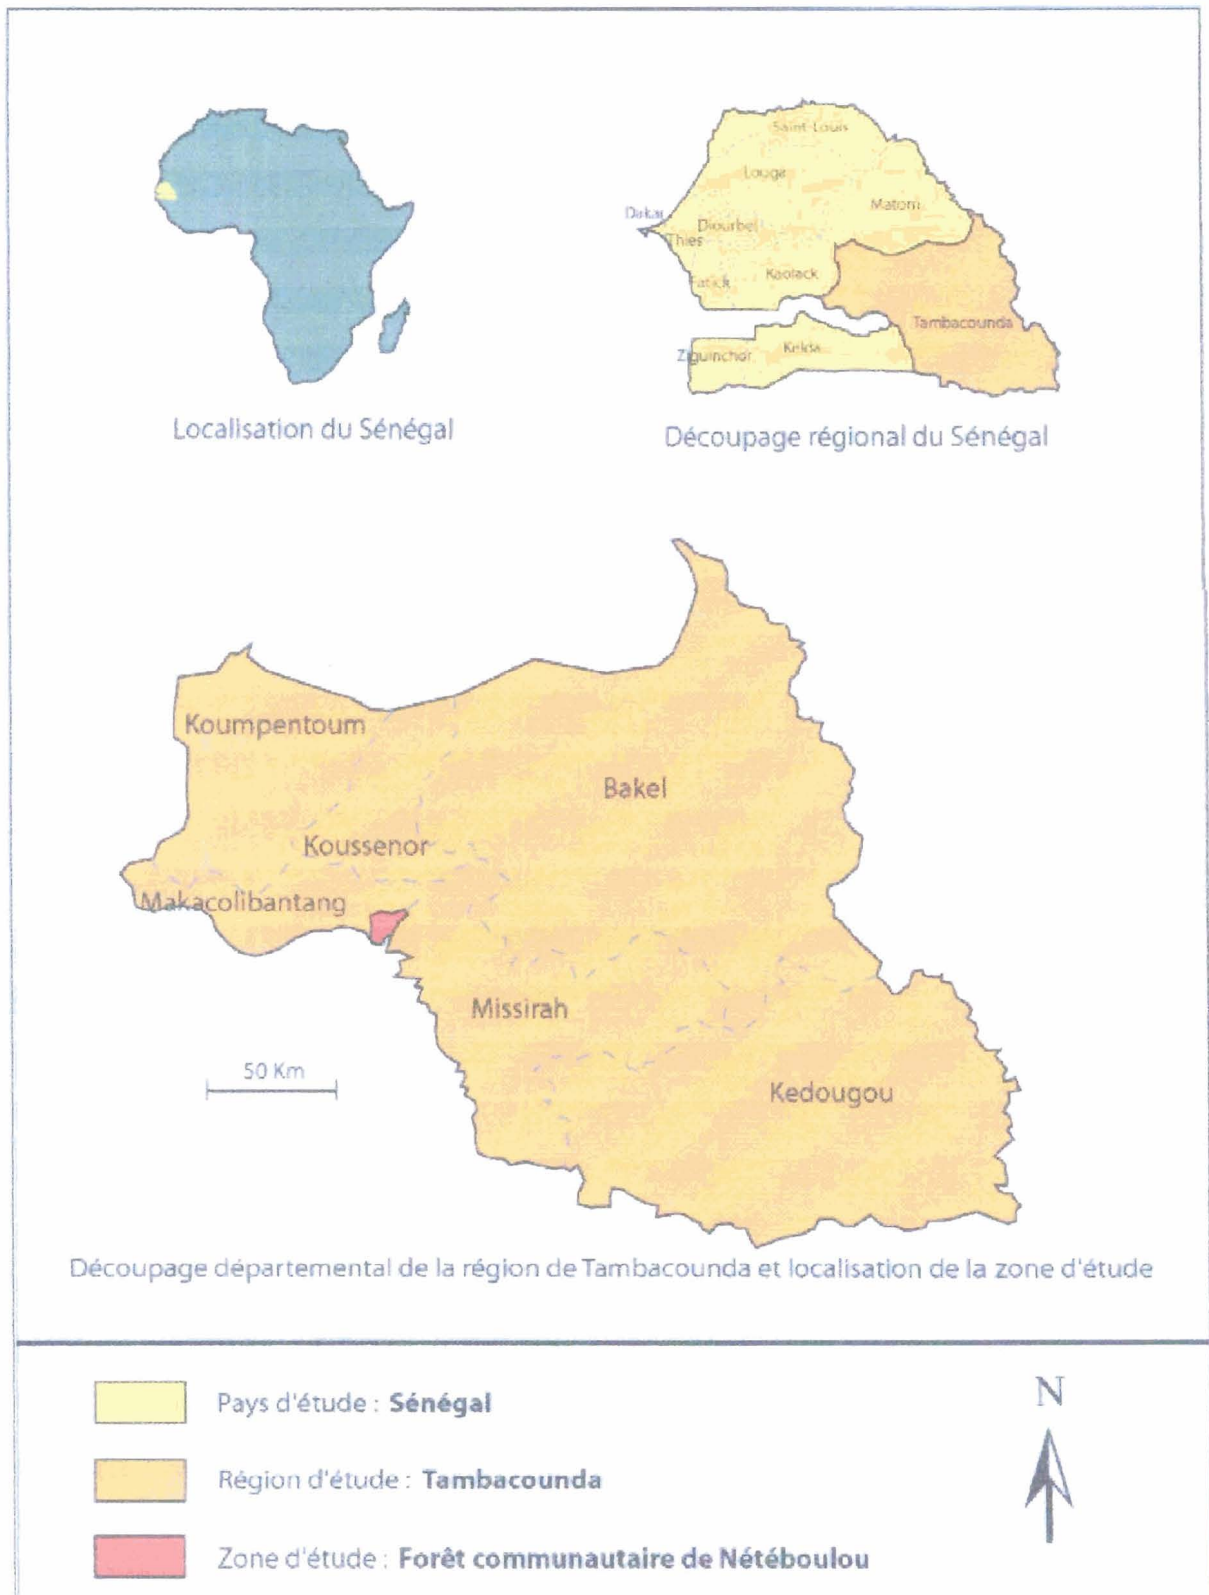 Saint-Louis
Louga
Matam
Dakar
Diourbel
Thies
Fatick
Kaolack
Tambacounda
Ziguinchor
Kolda
Localisation du Sénégal
Découpage régional du Sénégal
Koumpentoum
Bakel
Koussenor
Makacolibantang
Missirah
50 Km
Kedougou
Découpage départemental de la région de Tambacounda et localisation de la zone d'étude
Pays d'étude : Sénégal
N
Région d'étude : Tambacounda
Zone d'étude : Forêt communautaire de Nétéboulou